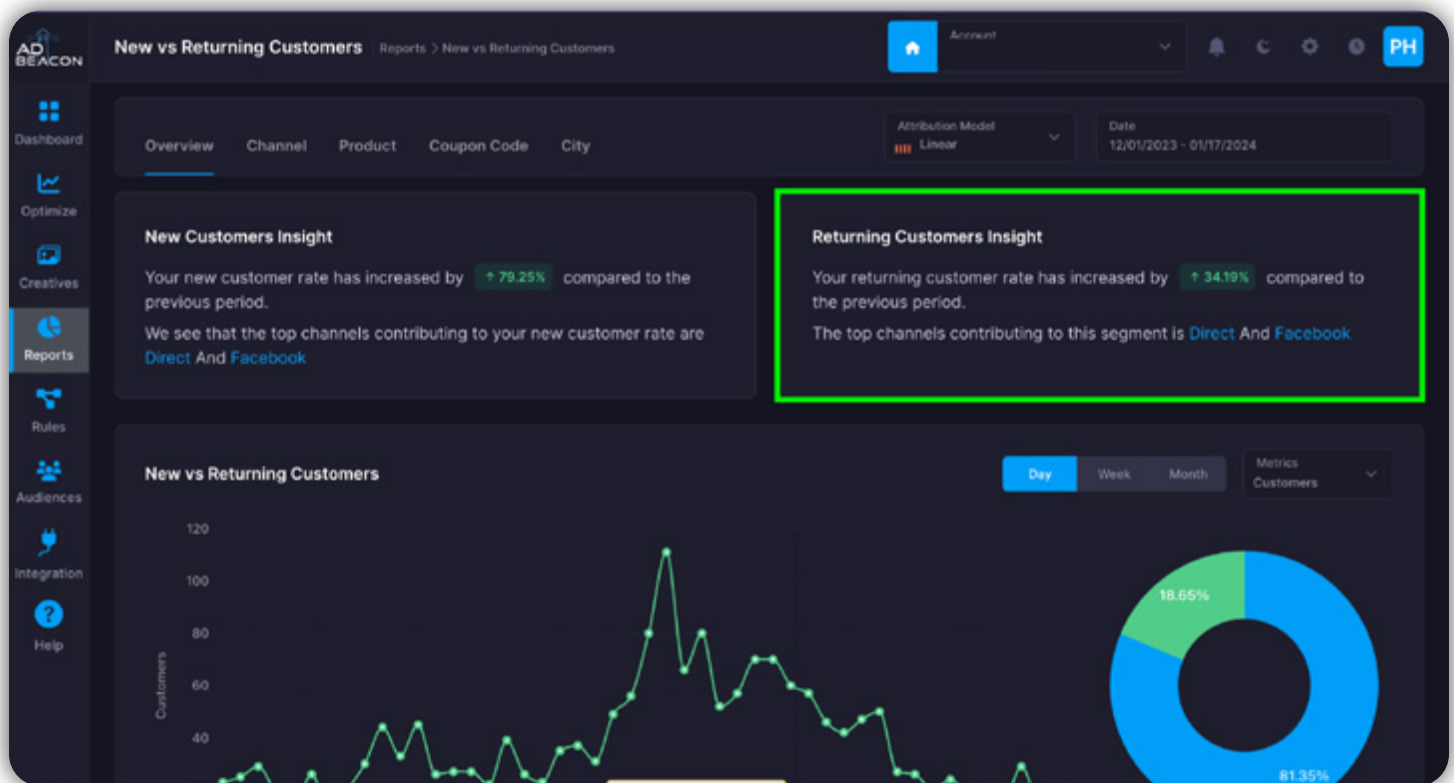 AD
BEACON
New vs Returning Customers Reports > New vs Returning Customers
Account
PH
Dashboard
Optimize
Creatives
Reports
Rules
Audiences
Integration
Help
Overview Channel Product Coupon Code City
Attribution Model
Linear
Date
12/01/2023 - 01/17/2024
New Customers Insight
Your new customer rate has increased by ↑ 79.25% compared to the
previous period.
We see that the top channels contributing to your new customer rate are
Direct And Facebook
Returning Customers Insight
Your returning customer rate has increased by ↑ 34.19% compared to
the previous period.
The top channels contributing to this segment is Direct And Facebook
New vs Returning Customers
Day Week Month
Metrics
Customers
120
100
80
60
40
Customers
18.65%
81.35%